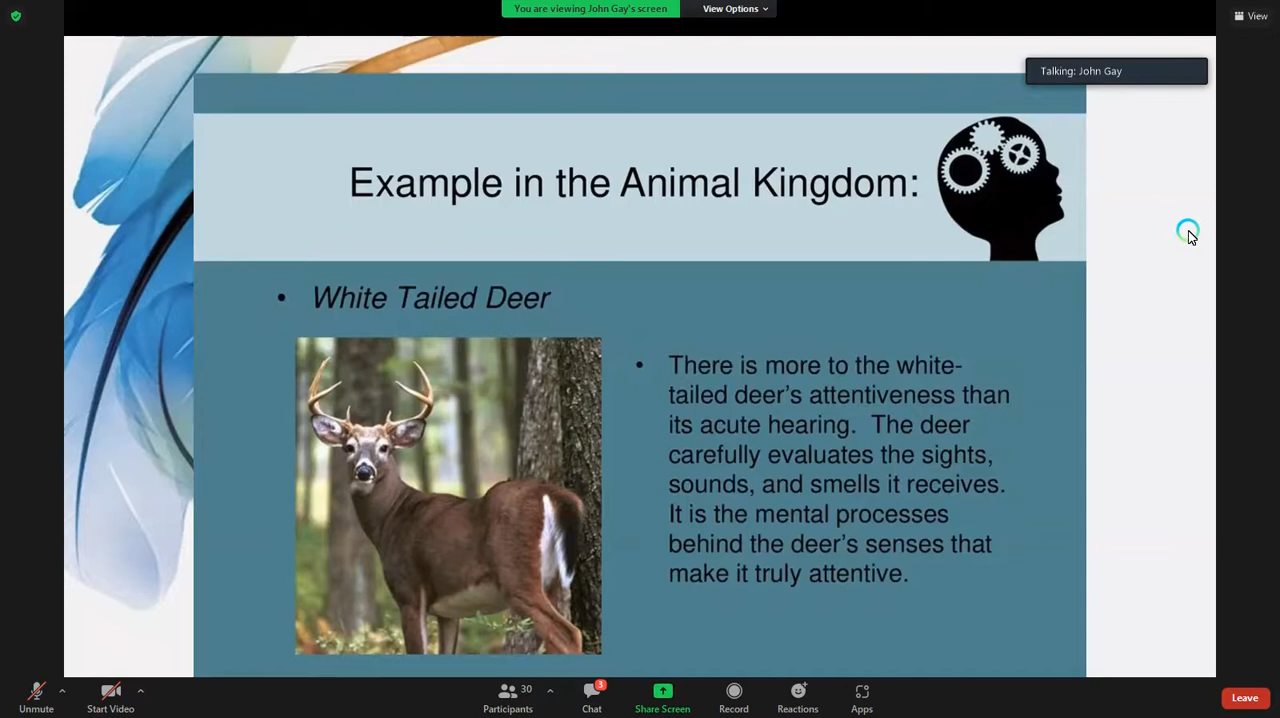 You are viewing John Gay's screen
View Options
View
Talking: John Gay
Example in the Animal Kingdom:
• White Tailed Deer
• There is more to the white-
tailed deer's attentiveness than
its acute hearing.  The deer
carefully evaluates the sights,
sounds, and smells it receives.
It is the mental processes
behind the deer's senses that
make it truly attentive.
Unmute
Start Video
30
Participants
3
Chat
Share Screen
Record
Reactions
Apps
Leave